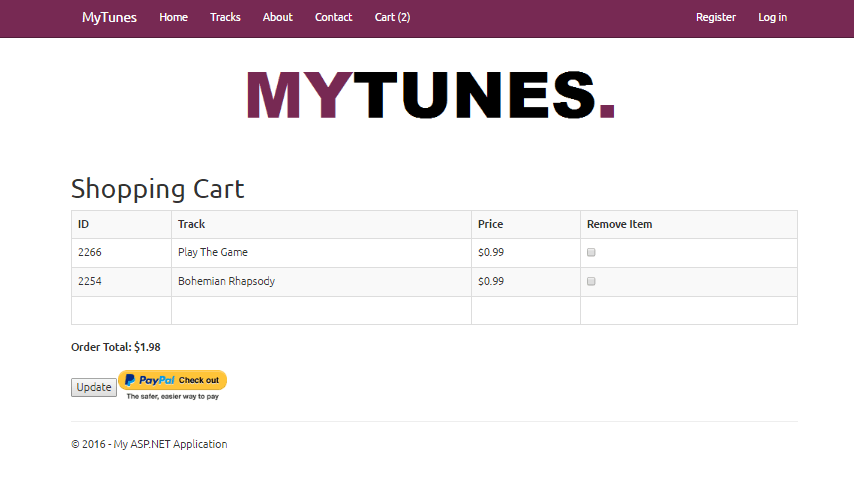 MyTunes Home Tracks About Contact Cart (2) Register Log in
MYTUNES.
Shopping Cart
ID Track Price Remove Item
2266 Play The Game $0.99
2254 Bohemian Rhapsody $0.99
Order Total: $1.98
Update PayPal Check out
The safer, easier way to pay
© 2016 - My ASP.NET Application